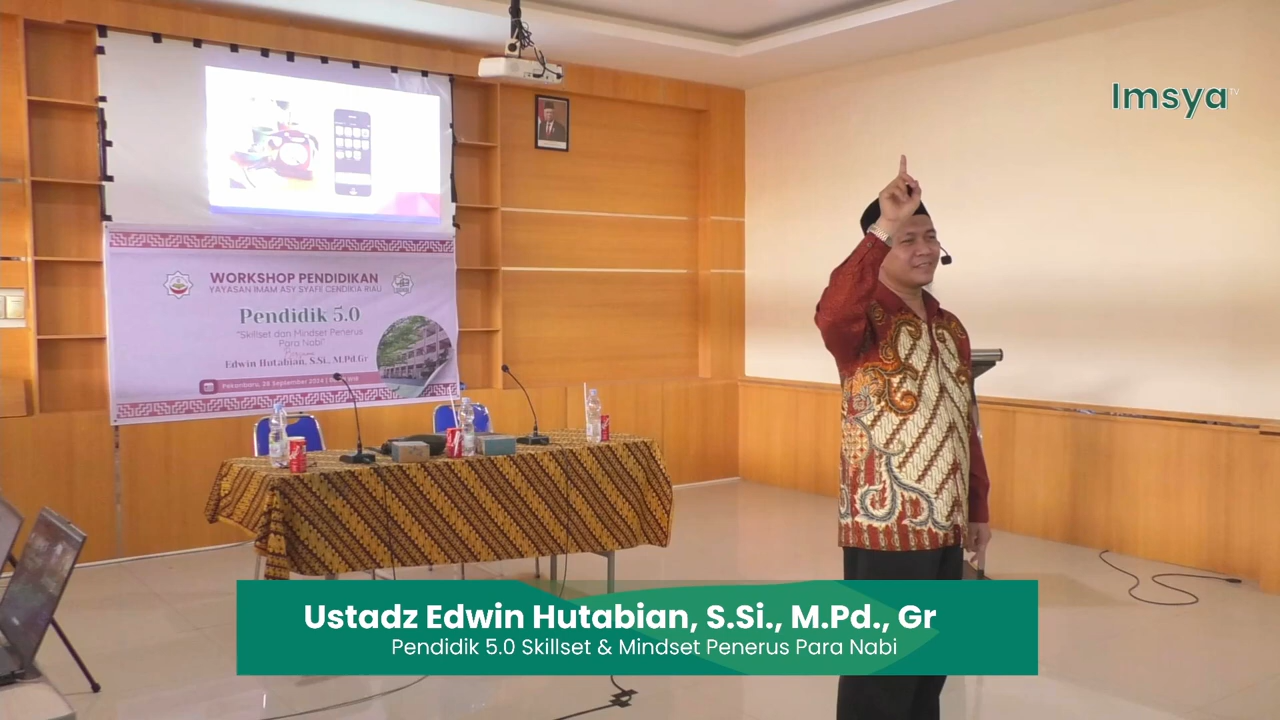 Imsya TV
WORKSHOP PENDIDIKAN
YAYASAN IMAM ASY SYAFII CENDIKIA RIAU
Pendidik 5.0
"Skillset dan Mindset Penerus
Para Nabi"
Edwin Hutabian, S.Si., M.Pd.Gr
Pekanbaru, 28 September 2024
Ustadz Edwin Hutabian, S.Si., M.Pd., Gr
Pendidik 5.0 Skillset & Mindset Penerus Para Nabi